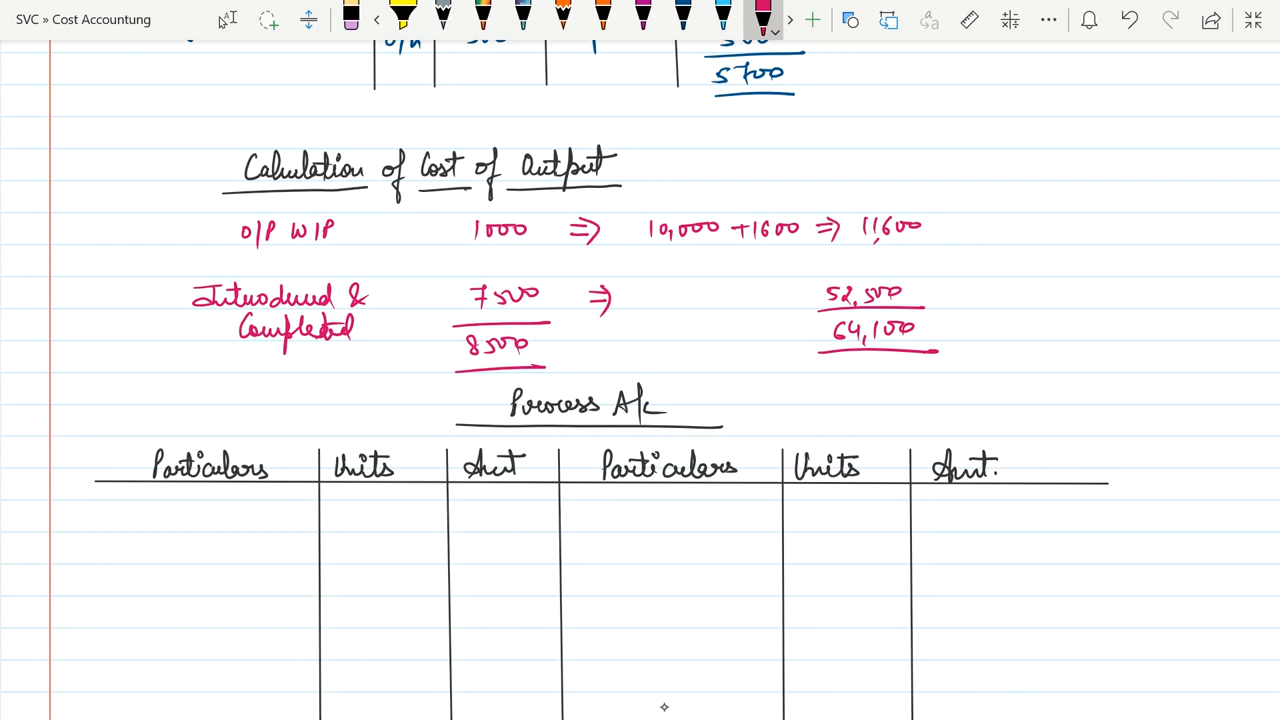 SVC » Cost Accountung
5700
Calculation of Cost of Output
O/P W/P 1000 ⇒ 10,000 + 1600 ⇒ 11,600
Introduced & 7500 ⇒ 52,500
Completed
8500 64,100
Process A/c
Particulars Units Amt Particulars Units Amt.